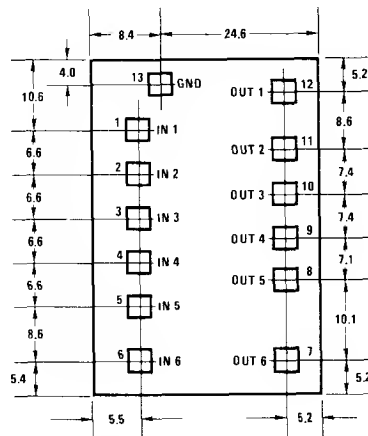 8.4 24.6
4.0 13 GND 5.2
10.6 OUT 1 12
1 IN 1 8.6
6.6 OUT 2 11
2 IN 2 7.4
6.6 OUT 3 10
3 IN 3 7.4
6.6 OUT 4 9
4 IN 4 7.1
6.6 OUT 5 8
5 IN 5
8.6 10.1
6 IN 6 OUT 6 7
5.4 5.2
5.5 5.2